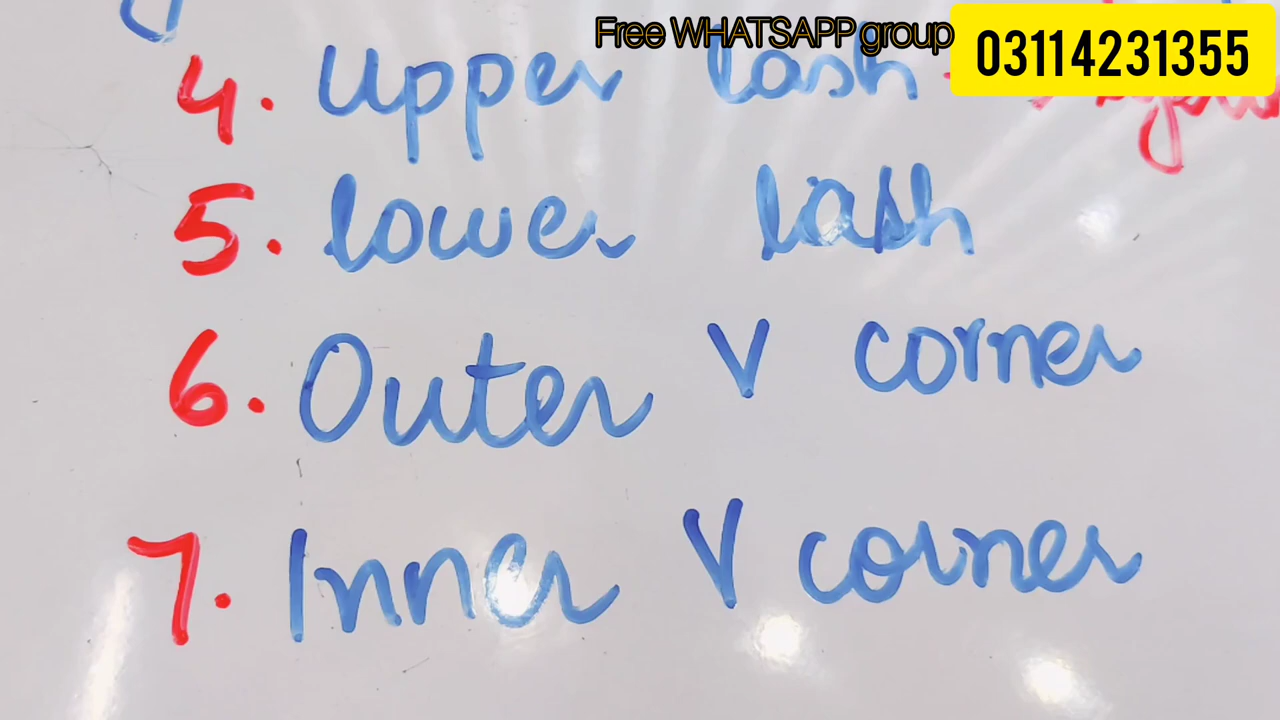 Free WHATSAPP group 03114231355
4. Upper lash
5. lower lash
6. Outer V corner
7. Inner V corner